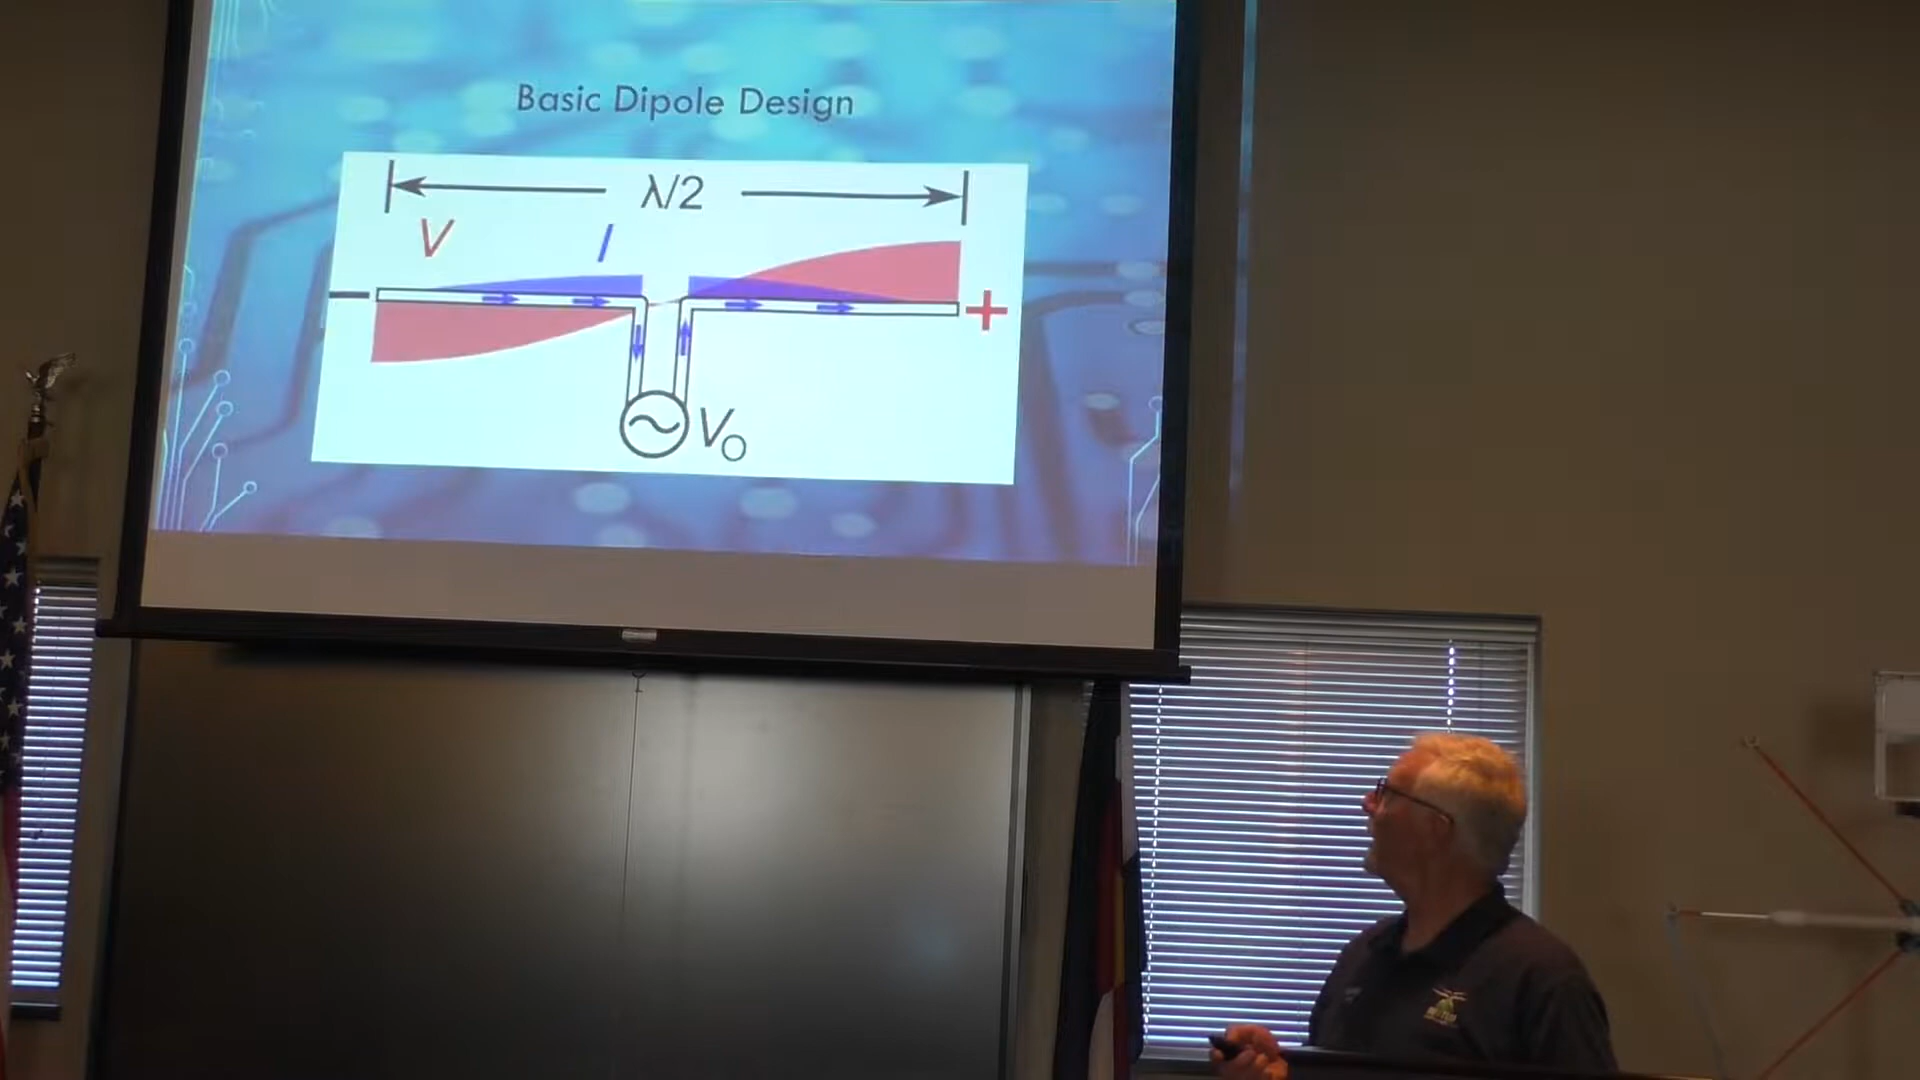 Basic Dipole Design
λ/2
V I
− +
V₀